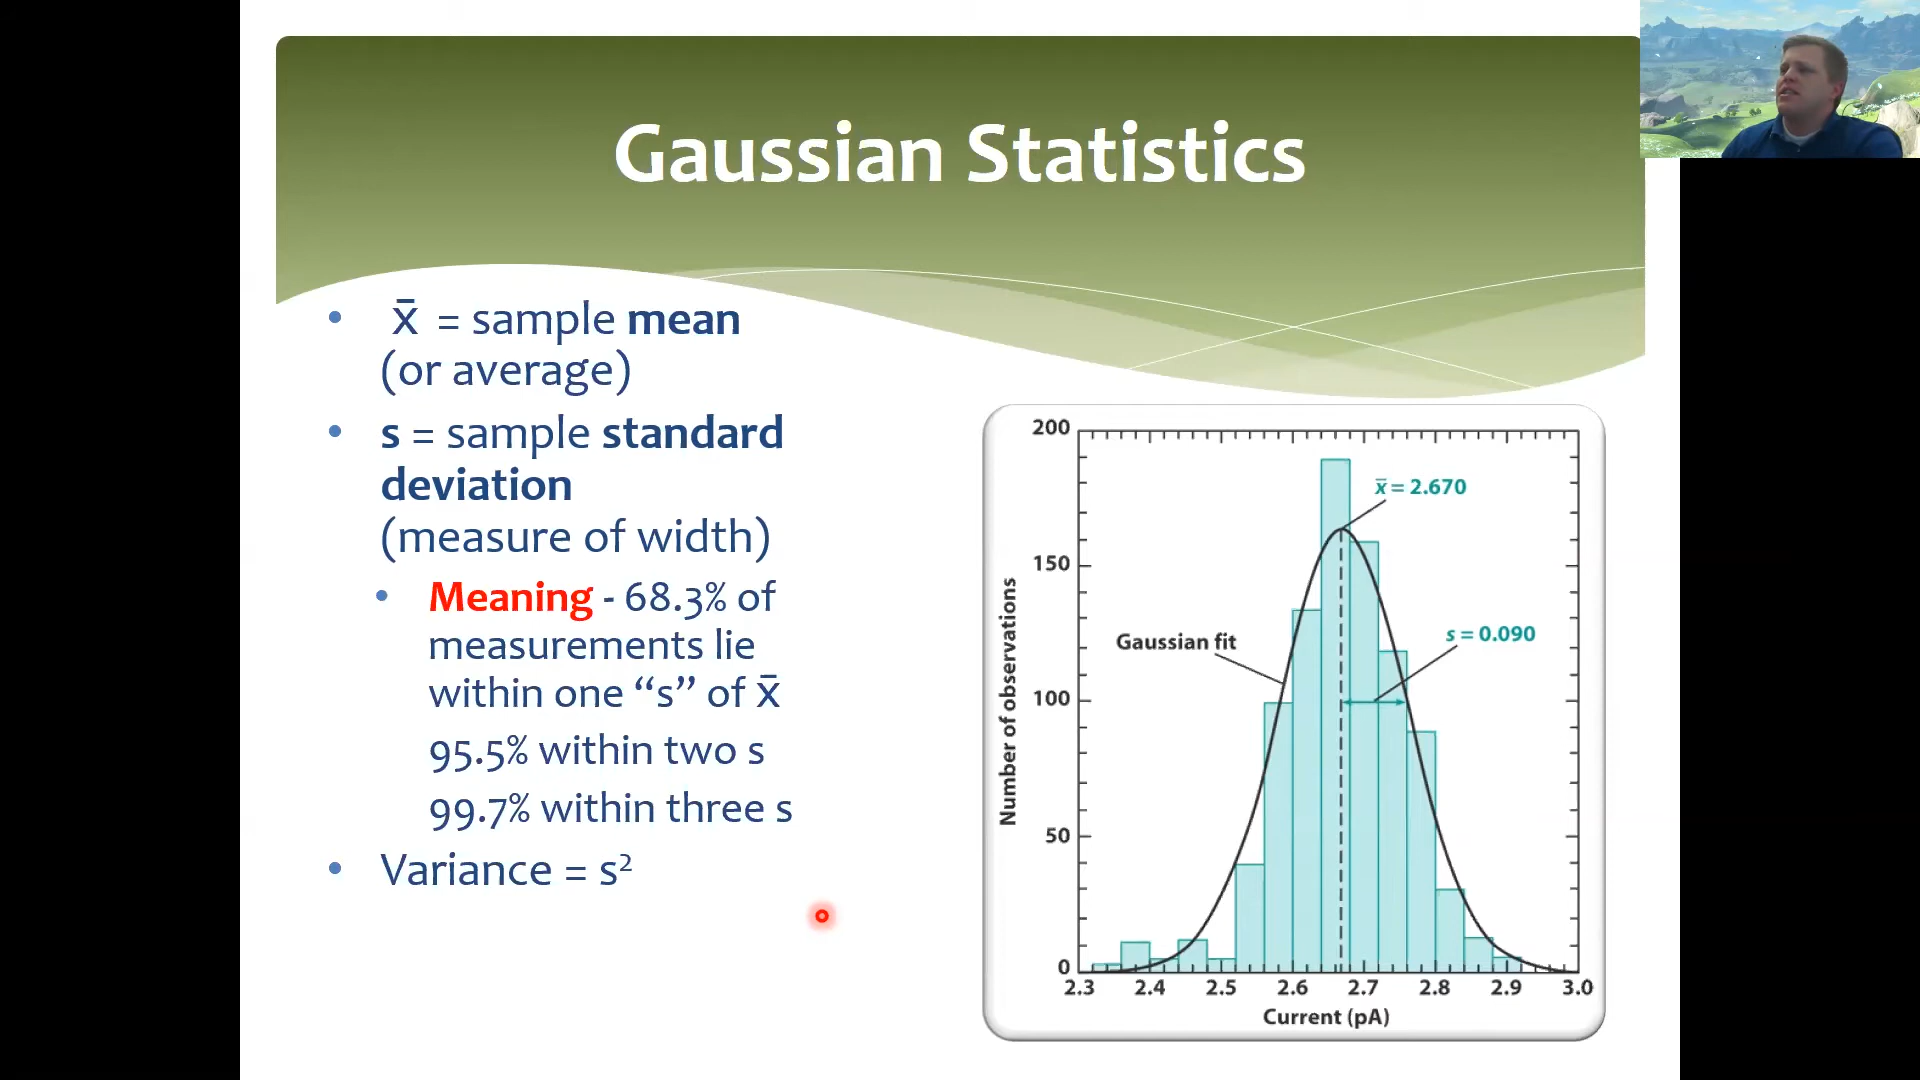 Gaussian Statistics
• x̄ = sample mean
(or average)
• s = sample standard
deviation
(measure of width)
• Meaning - 68.3% of
measurements lie
within one “s” of x̄
95.5% within two s
99.7% within three s
• Variance = s²
200
150
100
50
0
Number of observations
x̄ = 2.670
Gaussian fit
s = 0.090
2.3 2.4 2.5 2.6 2.7 2.8 2.9 3.0
Current (pA)